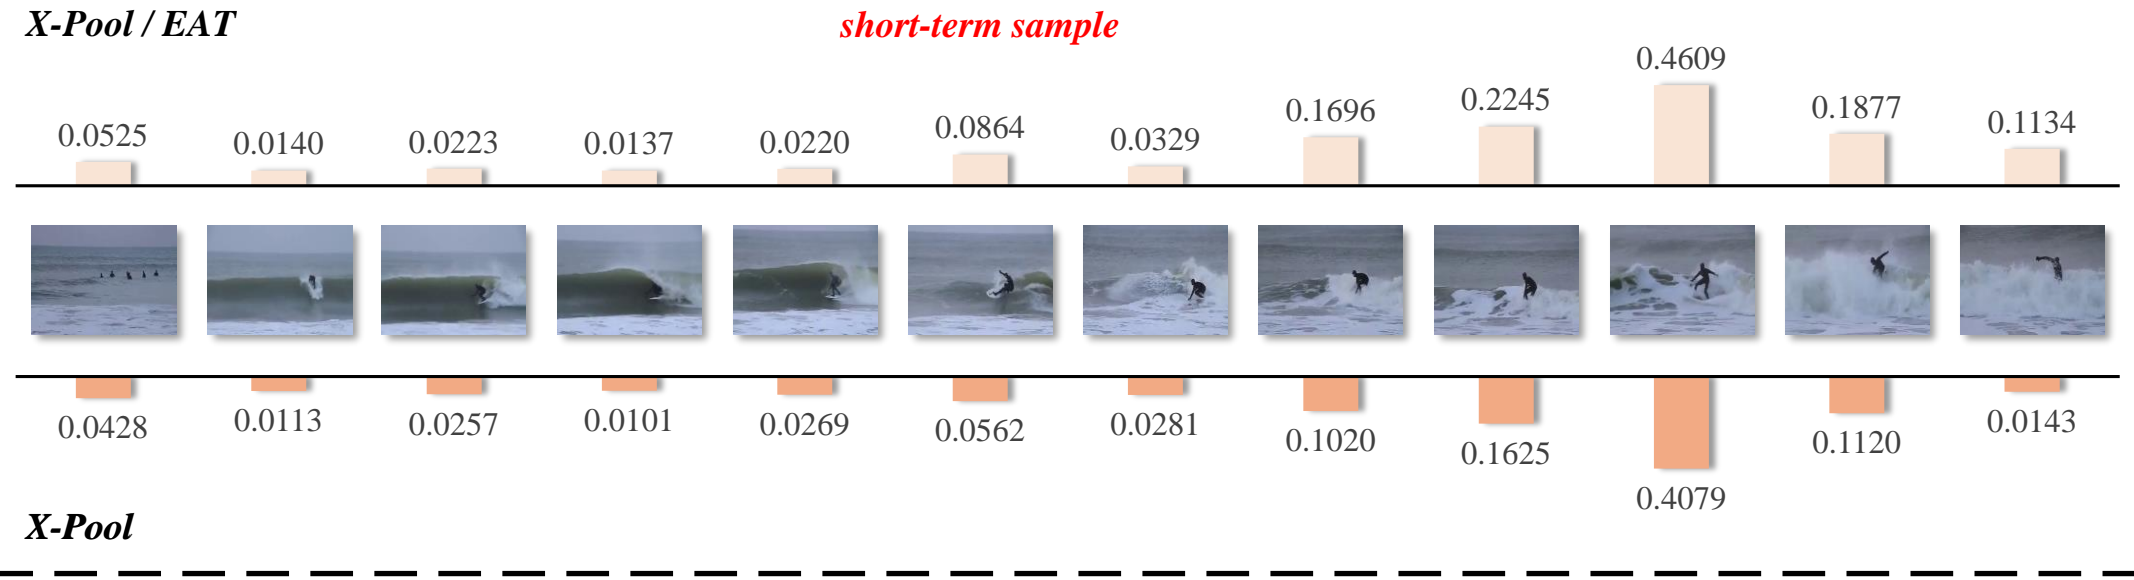 X-Pool / EAT
short-term sample
0.0525 0.0140 0.0223 0.0137 0.0220 0.0864 0.0329 0.1696 0.2245 0.4609 0.1877 0.1134
0.0428 0.0113 0.0257 0.0101 0.0269 0.0562 0.0281 0.1020 0.1625 0.4079 0.1120 0.0143
X-Pool